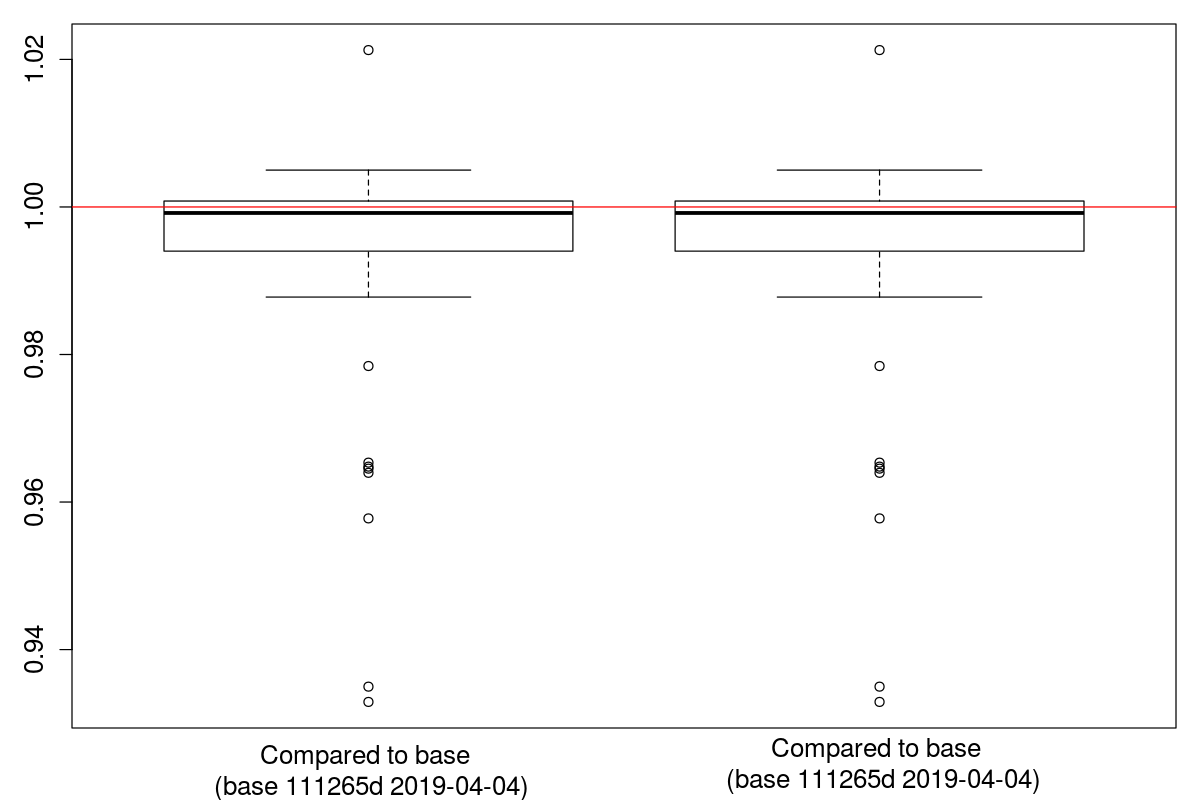 1.02
1.00
0.98
0.96
0.94
Compared to base
(base 111265d 2019-04-04)
Compared to base
(base 111265d 2019-04-04)